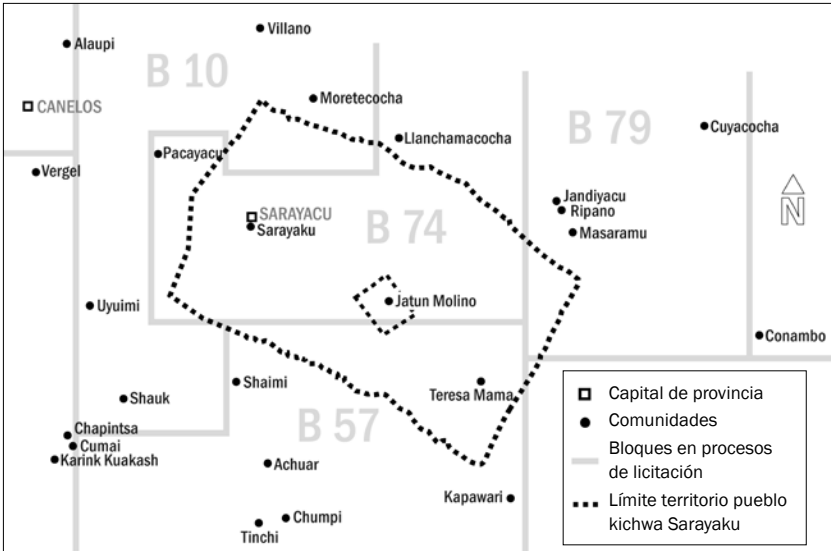 Villano
Alaupi
B 10
Moretecocha
CANELOS
B 79
Cuyacocha
Llanchamacocha
Pacayacu
Vergel
N
Jandiyacu
Ripano
SARAYACU
Sarayaku
B 74
Masaramu
Jatun Molino
Uyuimi
Conambo
Shaimi
Teresa Mama
Shauk
B 57
Chapintsa
Cumai
Karink Kuakash
Achuar
Kapawari
Chumpi
Tinchi
Capital de provincia
Comunidades
Bloques en procesos
de licitación
Límite territorio pueblo
kichwa Sarayaku